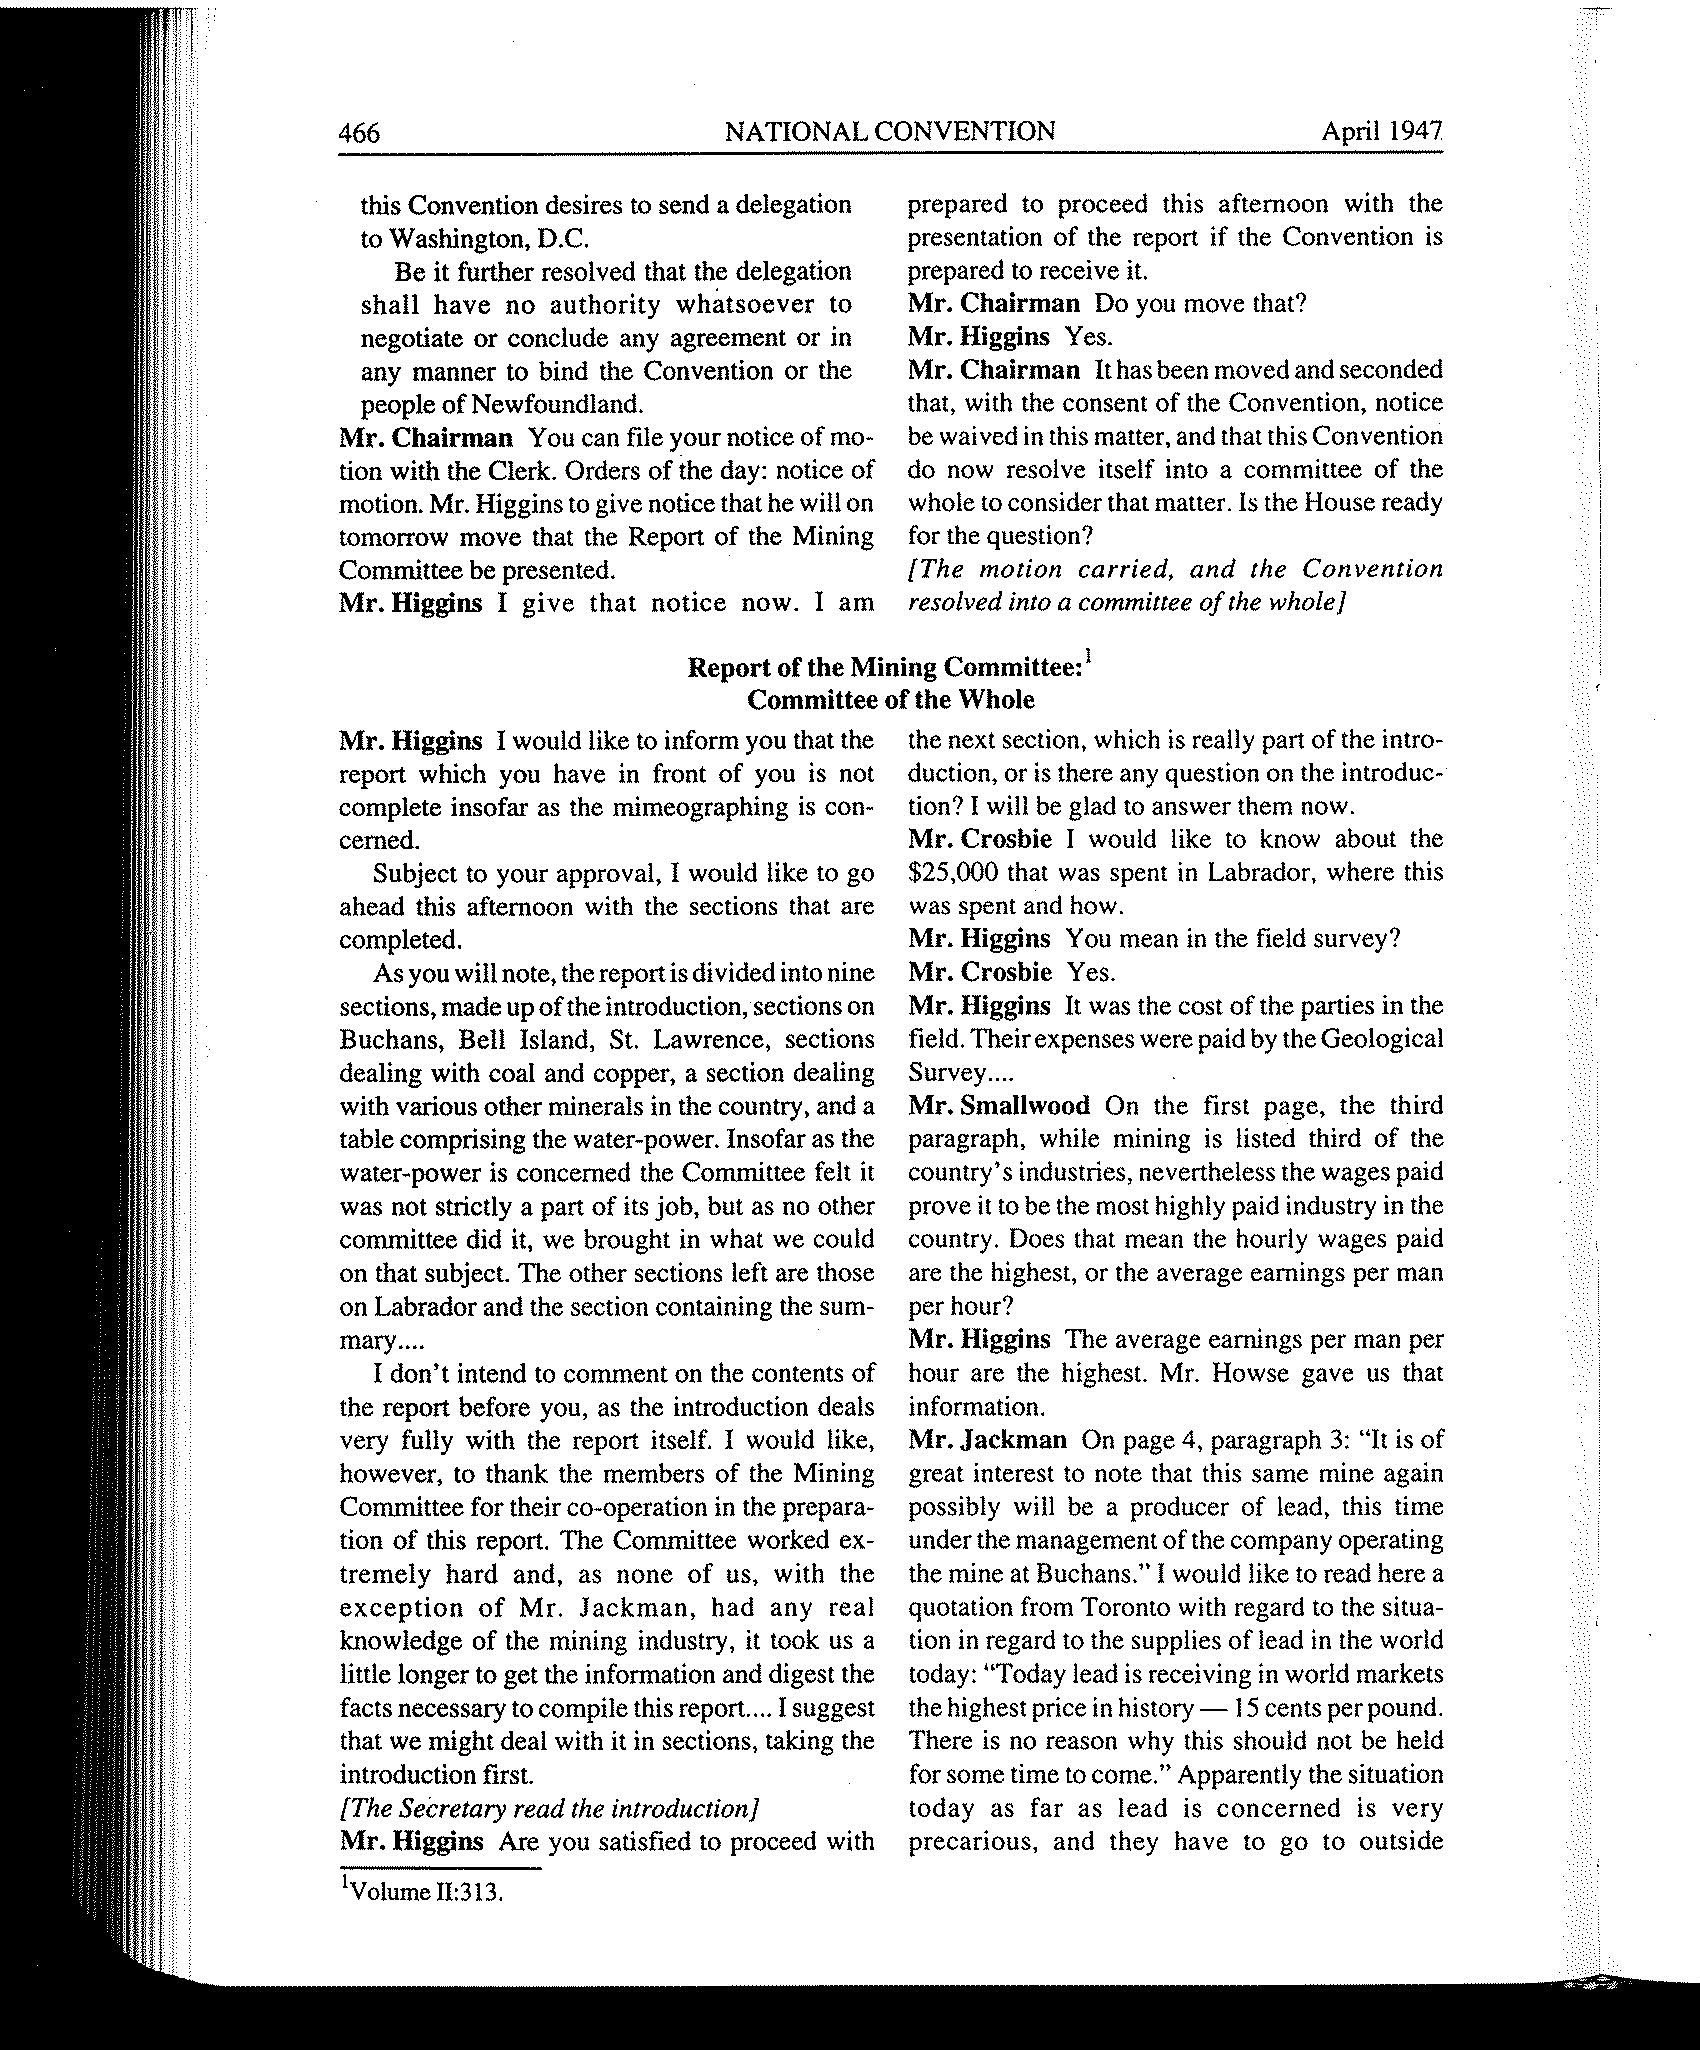 466 NATIONAL CONVENTION April 1947
this Convention desires to send a delegation
to Washington, D.C.
Be it further resolved that the delegation
shall have no authority whatsoever to
negotiate or conclude any agreement or in
any manner to bind the Convention or the
people of Newfoundland.
Mr. Chairman You can file your notice of mo-
tion with the Clerk. Orders of the day: notice of
motion. Mr. Higgins to give notice that he will on
tomorrow move that the Report of the Mining
Committee be presented.
Mr. Higgins I give that notice now. I am
prepared to proceed this afternoon with the
presentation of the report if the Convention is
prepared to receive it.
Mr. Chairman Do you move that?
Mr. Higgins Yes.
Mr. Chairman It has been moved and seconded
that, with the consent of the Convention, notice
be waived in this matter, and that this Convention
do now resolve itself into a committee of the
whole to consider that matter. Is the House ready
for the question?
[The motion carried, and the Convention
resolved into a committee of the whole]
Report of the Mining Committee:¹
Committee of the Whole
Mr. Higgins I would like to inform you that the
report which you have in front of you is not
complete insofar as the mimeographing is con-
cerned.
Subject to your approval, I would like to go
ahead this afternoon with the sections that are
completed.
As you will note, the report is divided into nine
sections, made up of the introduction, sections on
Buchans, Bell Island, St. Lawrence, sections
dealing with coal and copper, a section dealing
with various other minerals in the country, and a
table comprising the water-power. Insofar as the
water-power is concerned the Committee felt it
was not strictly a part of its job, but as no other
committee did it, we brought in what we could
on that subject. The other sections left are those
on Labrador and the section containing the sum-
mary....
I don't intend to comment on the contents of
the report before you, as the introduction deals
very fully with the report itself. I would like,
however, to thank the members of the Mining
Committee for their co-operation in the prepara-
tion of this report. The Committee worked ex-
tremely hard and, as none of us, with the
exception of Mr. Jackman, had any real
knowledge of the mining industry, it took us a
little longer to get the information and digest the
facts necessary to compile this report.... I suggest
that we might deal with it in sections, taking the
introduction first.
[The Secretary read the introduction]
Mr. Higgins Are you satisfied to proceed with
the next section, which is really part of the intro-
duction, or is there any question on the introduc-
tion? I will be glad to answer them now.
Mr. Crosbie I would like to know about the
$25,000 that was spent in Labrador, where this
was spent and how.
Mr. Higgins You mean in the field survey?
Mr. Crosbie Yes.
Mr. Higgins It was the cost of the parties in the
field. Their expenses were paid by the Geological
Survey....
Mr. Smallwood On the first page, the third
paragraph, while mining is listed third of the
country's industries, nevertheless the wages paid
prove it to be the most highly paid industry in the
country. Does that mean the hourly wages paid
are the highest, or the average earnings per man
per hour?
Mr. Higgins The average earnings per man per
hour are the highest. Mr. Howse gave us that
information.
Mr. Jackman On page 4, paragraph 3: "It is of
great interest to note that this same mine again
possibly will be a producer of lead, this time
under the management of the company operating
the mine at Buchans." I would like to read here a
quotation from Toronto with regard to the situa-
tion in regard to the supplies of lead in the world
today: "Today lead is receiving in world markets
the highest price in history — 15 cents per pound.
There is no reason why this should not be held
for some time to come." Apparently the situation
today as far as lead is concerned is very
precarious, and they have to go to outside
¹Volume II:313.